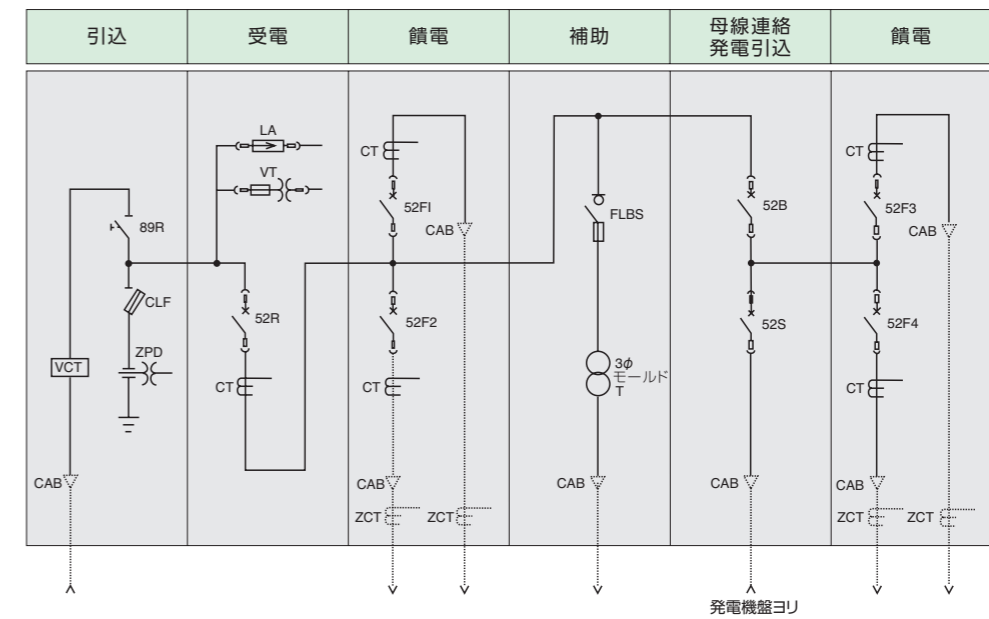 引込
受電
饋電
補助
母線連絡
発電引込
饋電
LA
VT
CT
52F1
CAB
89R
CLF
ZPD
VCT
CAB
52R
CT
52F2
CT
CAB
ZCT
ZCT
FLBS
3φ
モールド
T
CAB
52B
52S
CAB
発電機盤ヨリ
CT
52F3
CAB
52F4
CT
CAB
ZCT
ZCT